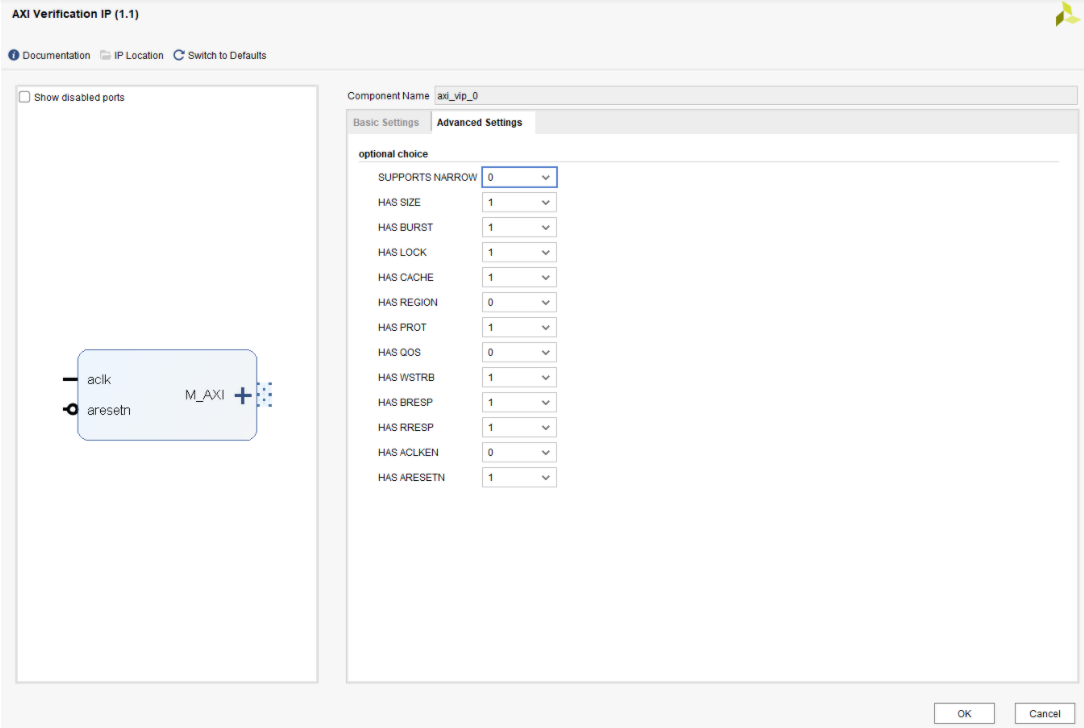 AXI Verification IP (1.1)
Documentation IP Location Switch to Defaults
Show disabled ports
aclk
aresetn
M_AXI
Component Name axi_vip_0
Basic Settings Advanced Settings
optional choice
SUPPORTS NARROW 0
HAS SIZE 1
HAS BURST 1
HAS LOCK 1
HAS CACHE 1
HAS REGION 0
HAS PROT 1
HAS QOS 0
HAS WSTRB 1
HAS BRESP 1
HAS RRESP 1
HAS ACLKEN 0
HAS ARESETN 1
OK Cancel